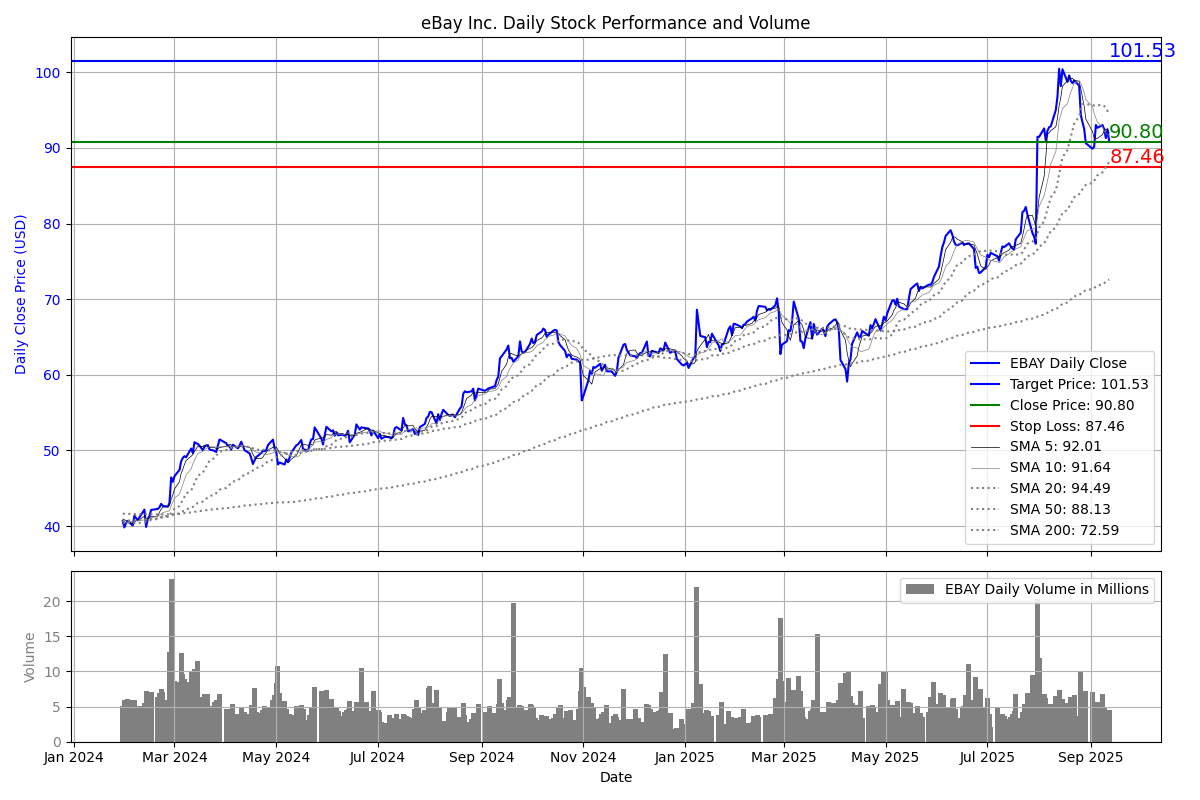 eBay Inc. Daily Stock Performance and Volume
101.53
100
90.80
90
87.46
80
70
60
50
40
Daily Close Price (USD)
EBAY Daily Close
Target Price: 101.53
Close Price: 90.80
Stop Loss: 87.46
SMA 5: 92.01
SMA 10: 91.64
SMA 20: 94.49
SMA 50: 88.13
SMA 200: 72.59
EBAY Daily Volume in Millions
20
15
10
5
0
Volume
Jan 2024 Mar 2024 May 2024 Jul 2024 Sep 2024 Nov 2024 Jan 2025 Mar 2025 May 2025 Jul 2025 Sep 2025
Date